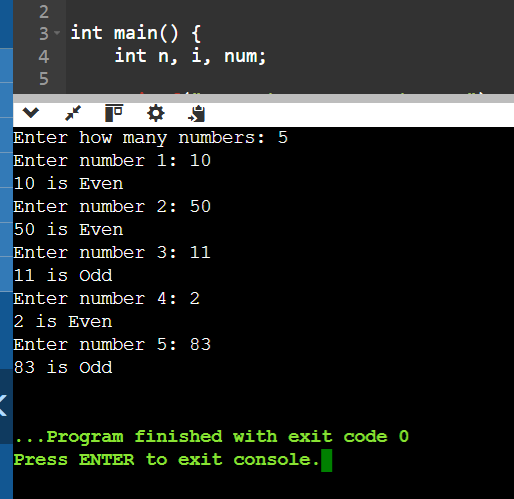 2
3 int main() {
4 int n, i, num;
5
Enter how many numbers: 5
Enter number 1: 10
10 is Even
Enter number 2: 50
50 is Even
Enter number 3: 11
11 is Odd
Enter number 4: 2
2 is Even
Enter number 5: 83
83 is Odd
...Program finished with exit code 0
Press ENTER to exit console.